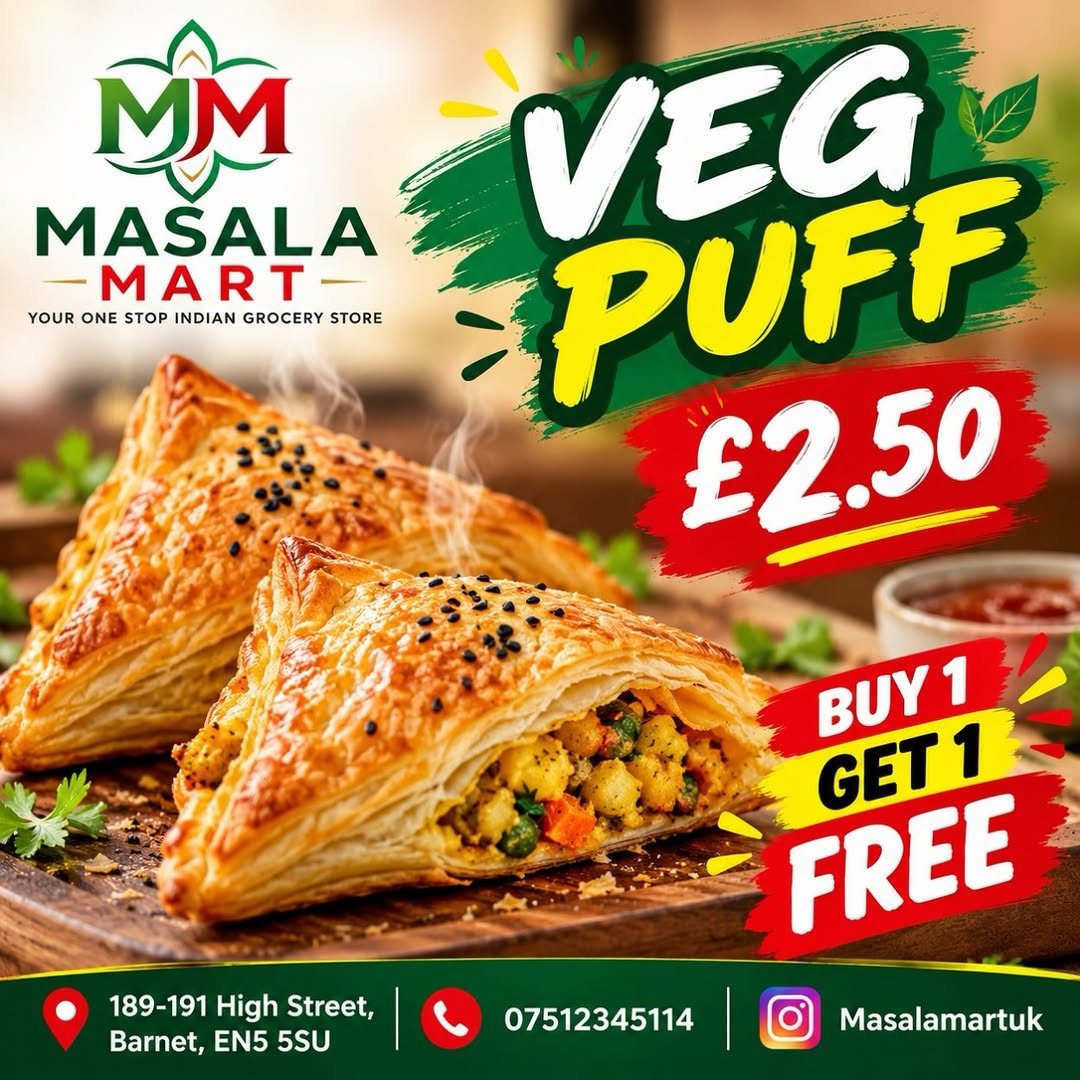 MM
MASALA
MART
YOUR ONE STOP INDIAN GROCERY STORE
VEG
PUFF
£2.50
BUY 1
GET 1
FREE
189-191 High Street,
Barnet, EN5 5SU
07512345114
Masalamartuk